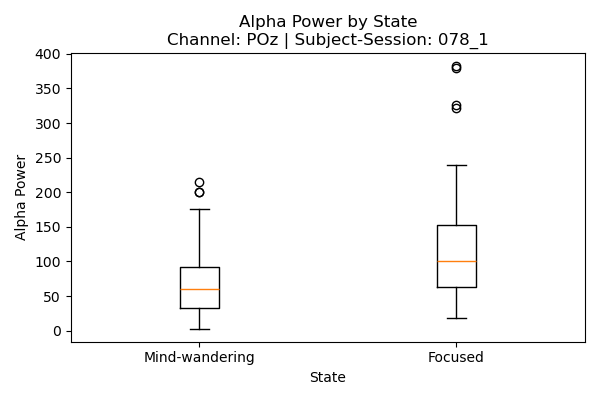 Alpha Power by State
Channel: POz | Subject-Session: 078_1
Alpha Power
400
350
300
250
200
150
100
50
0
Mind-wandering
Focused
State